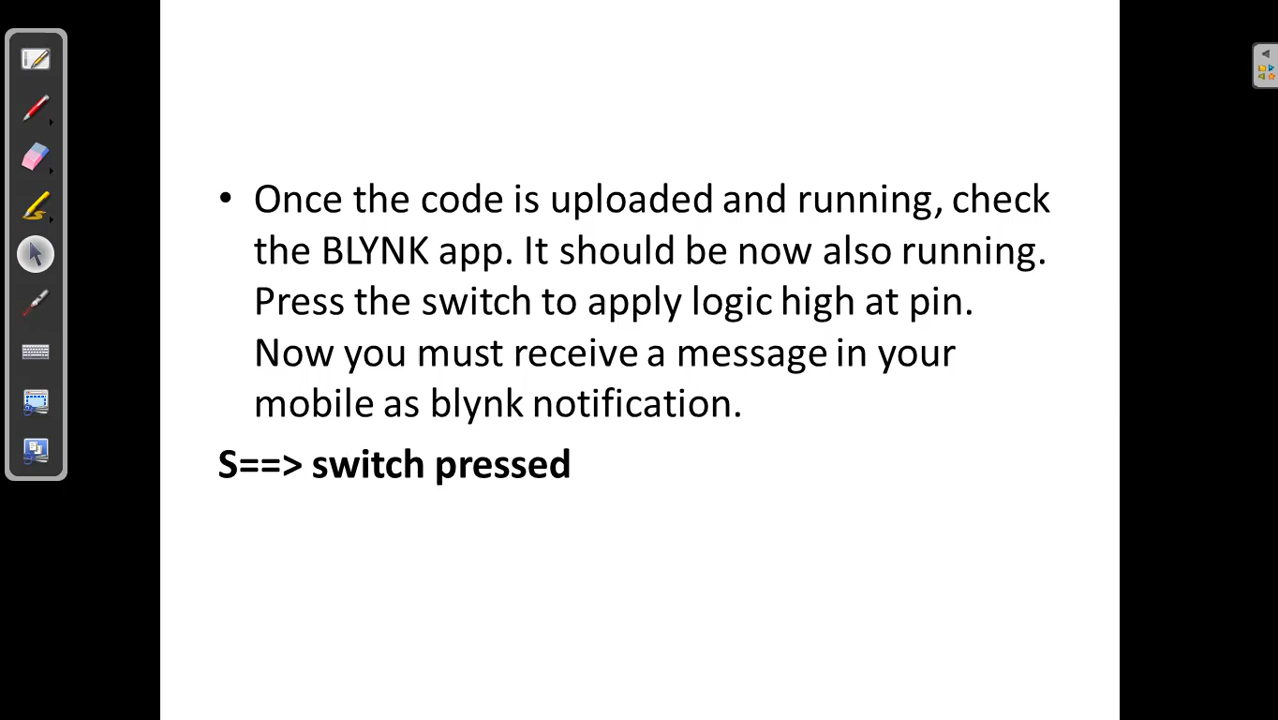 • Once the code is uploaded and running, check
the BLYNK app. It should be now also running.
Press the switch to apply logic high at pin.
Now you must receive a message in your
mobile as blynk notification.
S==> switch pressed